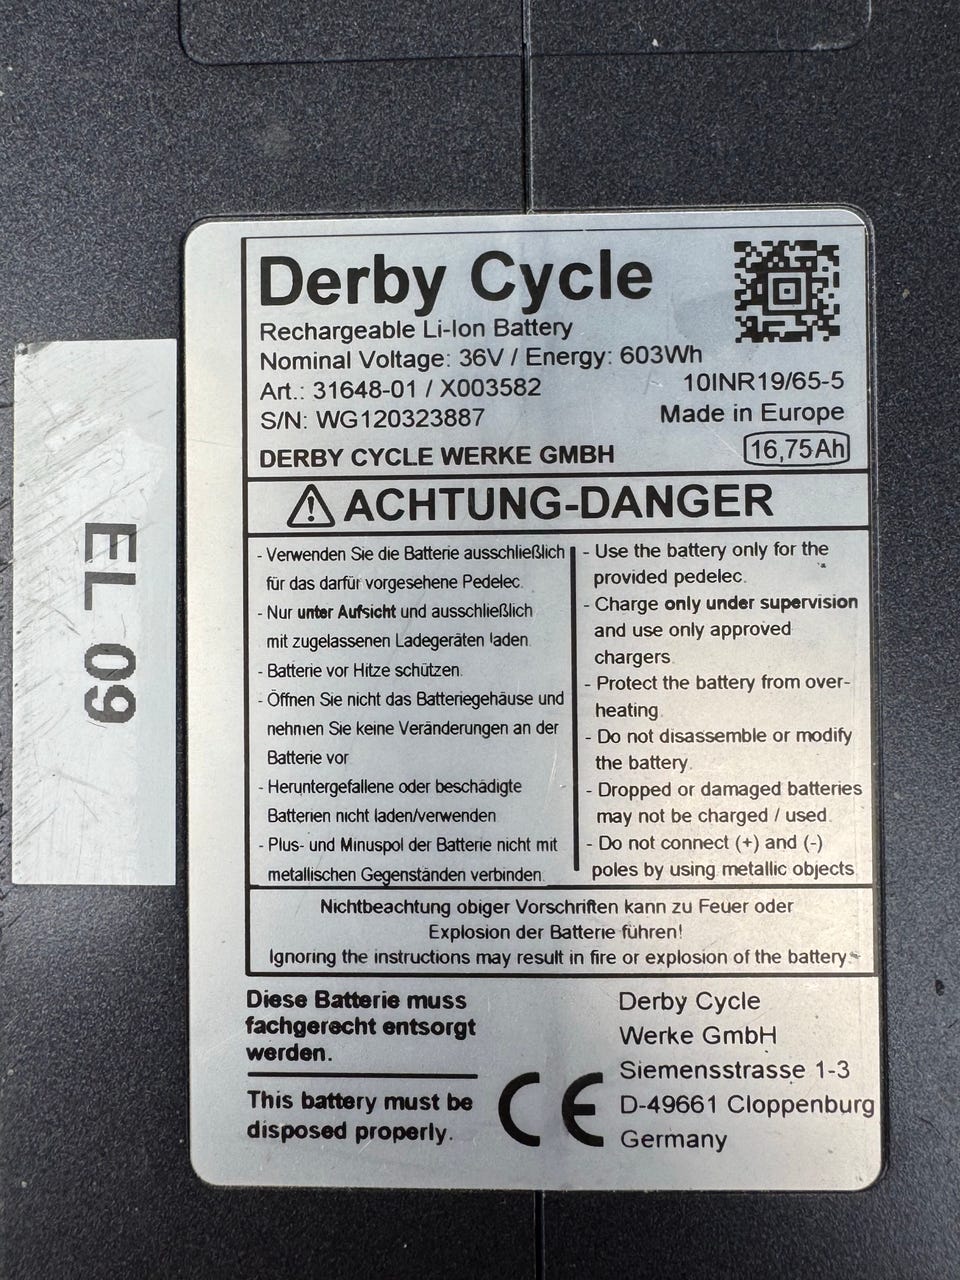 Derby Cycle
Rechargeable Li-Ion Battery
Nominal Voltage: 36V / Energy: 603Wh
Art.: 31648-01 / X003582
10INR19/65-5
S/N: WG120323887
Made in Europe
DERBY CYCLE WERKE GMBH
16,75Ah
ACHTUNG-DANGER
- Verwenden Sie die Batterie ausschließlich
für das darfür vorgesehene Pedelec.
- Nur unter Aufsicht und ausschließlich
mit zugelassenen Ladegeräten laden.
- Batterie vor Hitze schützen.
- Öffnen Sie nicht das Batteriegehäuse und
nehmen Sie keine Veränderungen an der
Batterie vor
- Heruntergefallene oder beschädigte
Batterien nicht laden/verwenden
- Plus- und Minuspol der Batterie nicht mit
metallischen Gegenständen verbinden.
- Use the battery only for the
provided pedelec.
- Charge only under supervision
and use only approved
chargers.
- Protect the battery from over-
heating.
- Do not disassemble or modify
the battery.
- Dropped or damaged batteries
may not be charged / used.
- Do not connect (+) and (-)
poles by using metallic objects.
Nichtbeachtung obiger Vorschriften kann zu Feuer oder
Explosion der Batterie führen!
Ignoring the instructions may result in fire or explosion of the battery.
Diese Batterie muss
fachgerecht entsorgt
werden.
This battery must be
disposed properly.
CE
Derby Cycle
Werke GmbH
Siemensstrasse 1-3
D-49661 Cloppenburg
Germany
EL 09